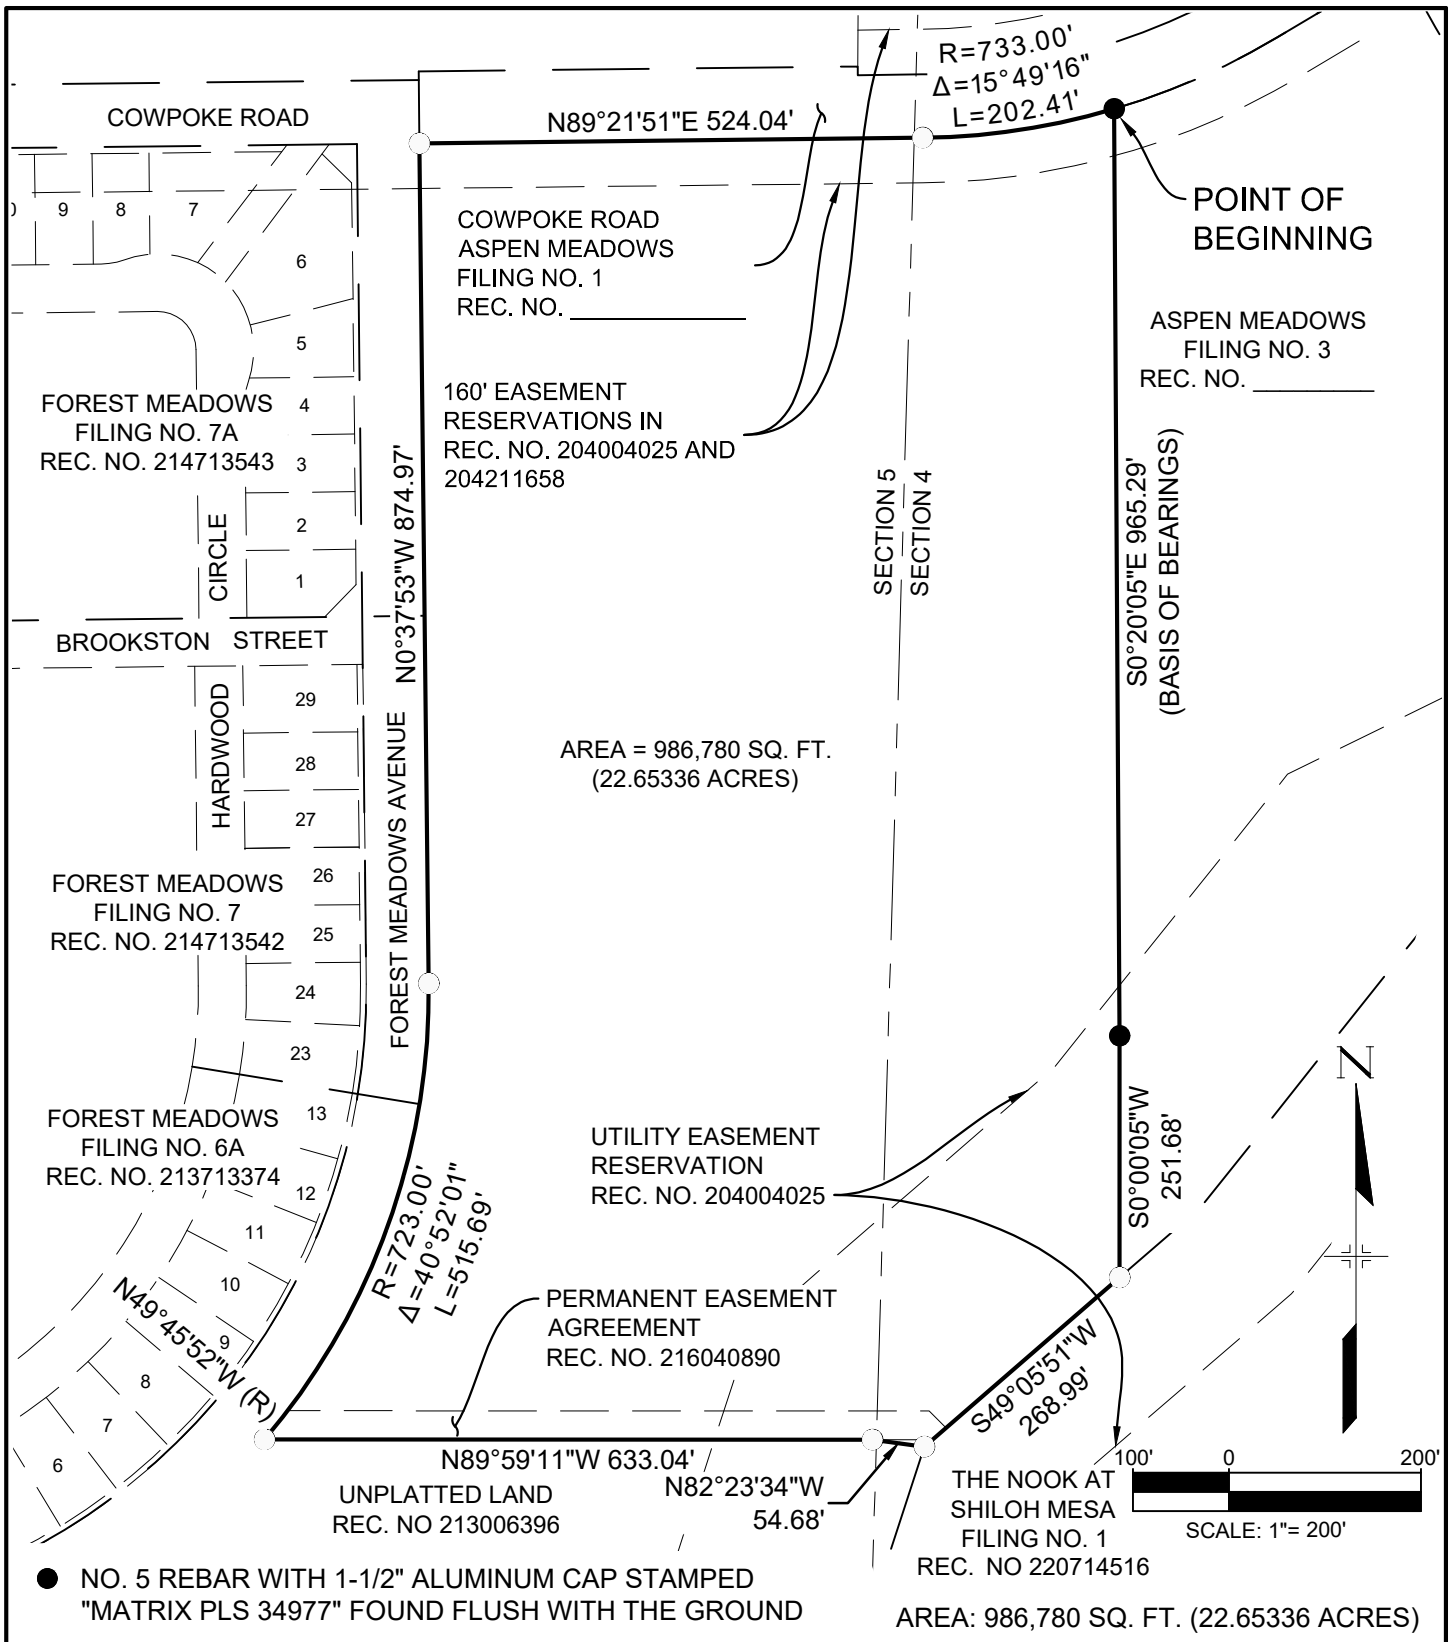 COWPOKE ROAD
N89°21'51"E 524.04'
R=733.00'
Δ=15°49'16"
L=202.41'
POINT OF
BEGINNING
9
8
7
6
5
4
3
2
1
COWPOKE ROAD
ASPEN MEADOWS
FILING NO. 1
REC. NO. ______________
ASPEN MEADOWS
FILING NO. 3
REC. NO. __________
160' EASEMENT
RESERVATIONS IN
REC. NO. 204004025 AND
204211658
FOREST MEADOWS
FILING NO. 7A
REC. NO. 214713543
CIRCLE
N0°37'53"W 874.97'
SECTION 5
SECTION 4
S0°20'05"E 965.29'
(BASIS OF BEARINGS)
BROOKSTON STREET
HARDWOOD
29
28
27
26
25
24
23
FOREST MEADOWS AVENUE
AREA = 986,780 SQ. FT.
(22.65336 ACRES)
FOREST MEADOWS
FILING NO. 7
REC. NO. 214713542
FOREST MEADOWS
FILING NO. 6A
REC. NO. 213713374
13
12
11
10
9
8
7
6
R=723.00'
Δ=40°52'01"
L=515.69'
N49°45'52"W (R)
UTILITY EASEMENT
RESERVATION
REC. NO. 204004025
S0°00'05"W
251.68'
N
PERMANENT EASEMENT
AGREEMENT
REC. NO. 216040890
S49°05'51"W
268.99'
N89°59'11"W 633.04'
N82°23'34"W
54.68'
UNPLATTED LAND
REC. NO 213006396
THE NOOK AT
SHILOH MESA
FILING NO. 1
REC. NO 220714516
100' 0 200'
SCALE: 1"= 200'
NO. 5 REBAR WITH 1-1/2" ALUMINUM CAP STAMPED
"MATRIX PLS 34977" FOUND FLUSH WITH THE GROUND
AREA: 986,780 SQ. FT. (22.65336 ACRES)